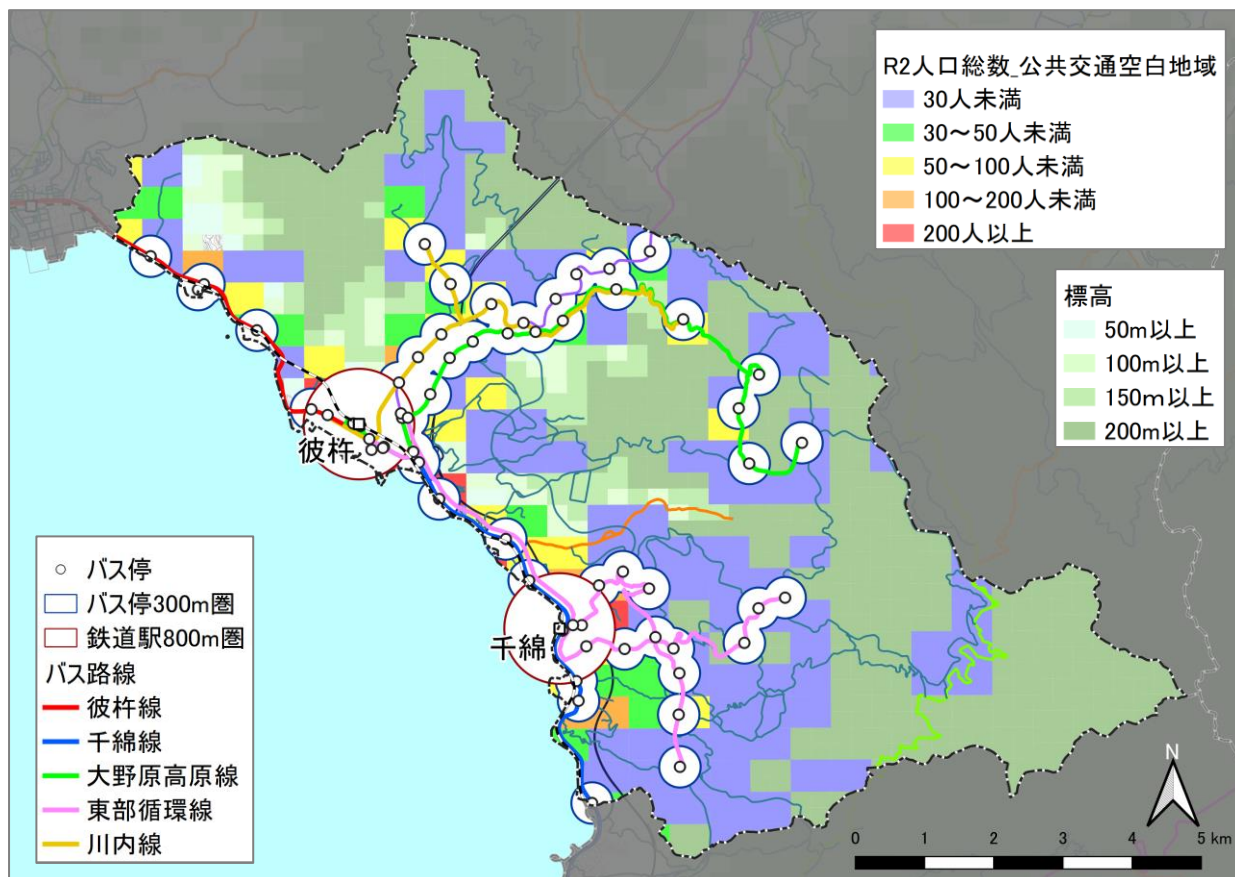 R2人口総数_公共交通空白地域
30人未満
30～50人未満
50～100人未満
100～200人未満
200人以上
標高
50m以上
100m以上
150m以上
200m以上
彼杵
千綿
バス停
バス停300m圏
鉄道駅800m圏
バス路線
彼杵線
千綿線
大野原高原線
東部循環線
川内線
N
0 1 2 3 4 5 km